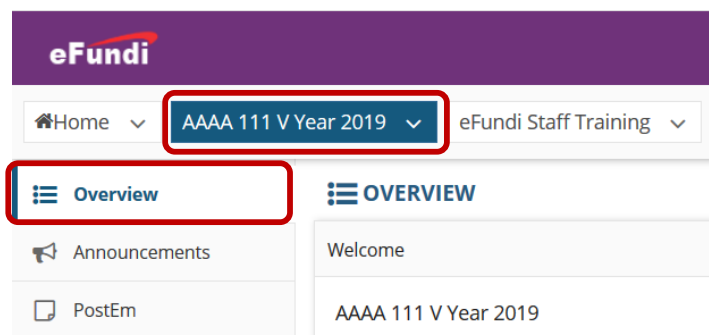 eFundi
Home AAAA 111 V Year 2019 eFundi Staff Training
Overview OVERVIEW
Announcements Welcome
PostEm AAAA 111 V Year 2019